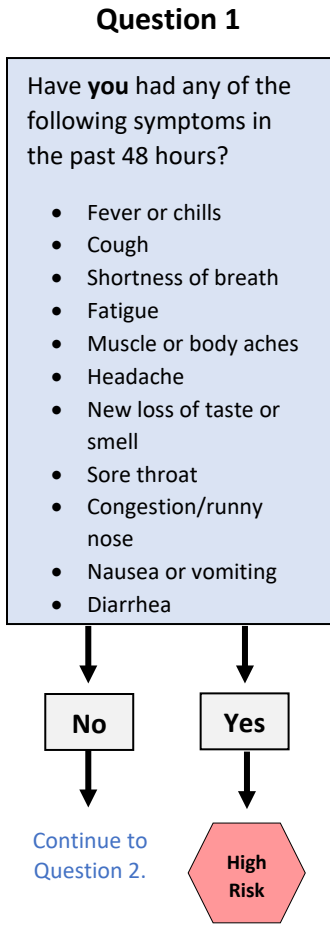 Question 1
Have you had any of the
following symptoms in
the past 48 hours?
• Fever or chills
• Cough
• Shortness of breath
• Fatigue
• Muscle or body aches
• Headache
• New loss of taste or
smell
• Sore throat
• Congestion/runny
nose
• Nausea or vomiting
• Diarrhea
No
Yes
Continue to
Question 2.
High
Risk